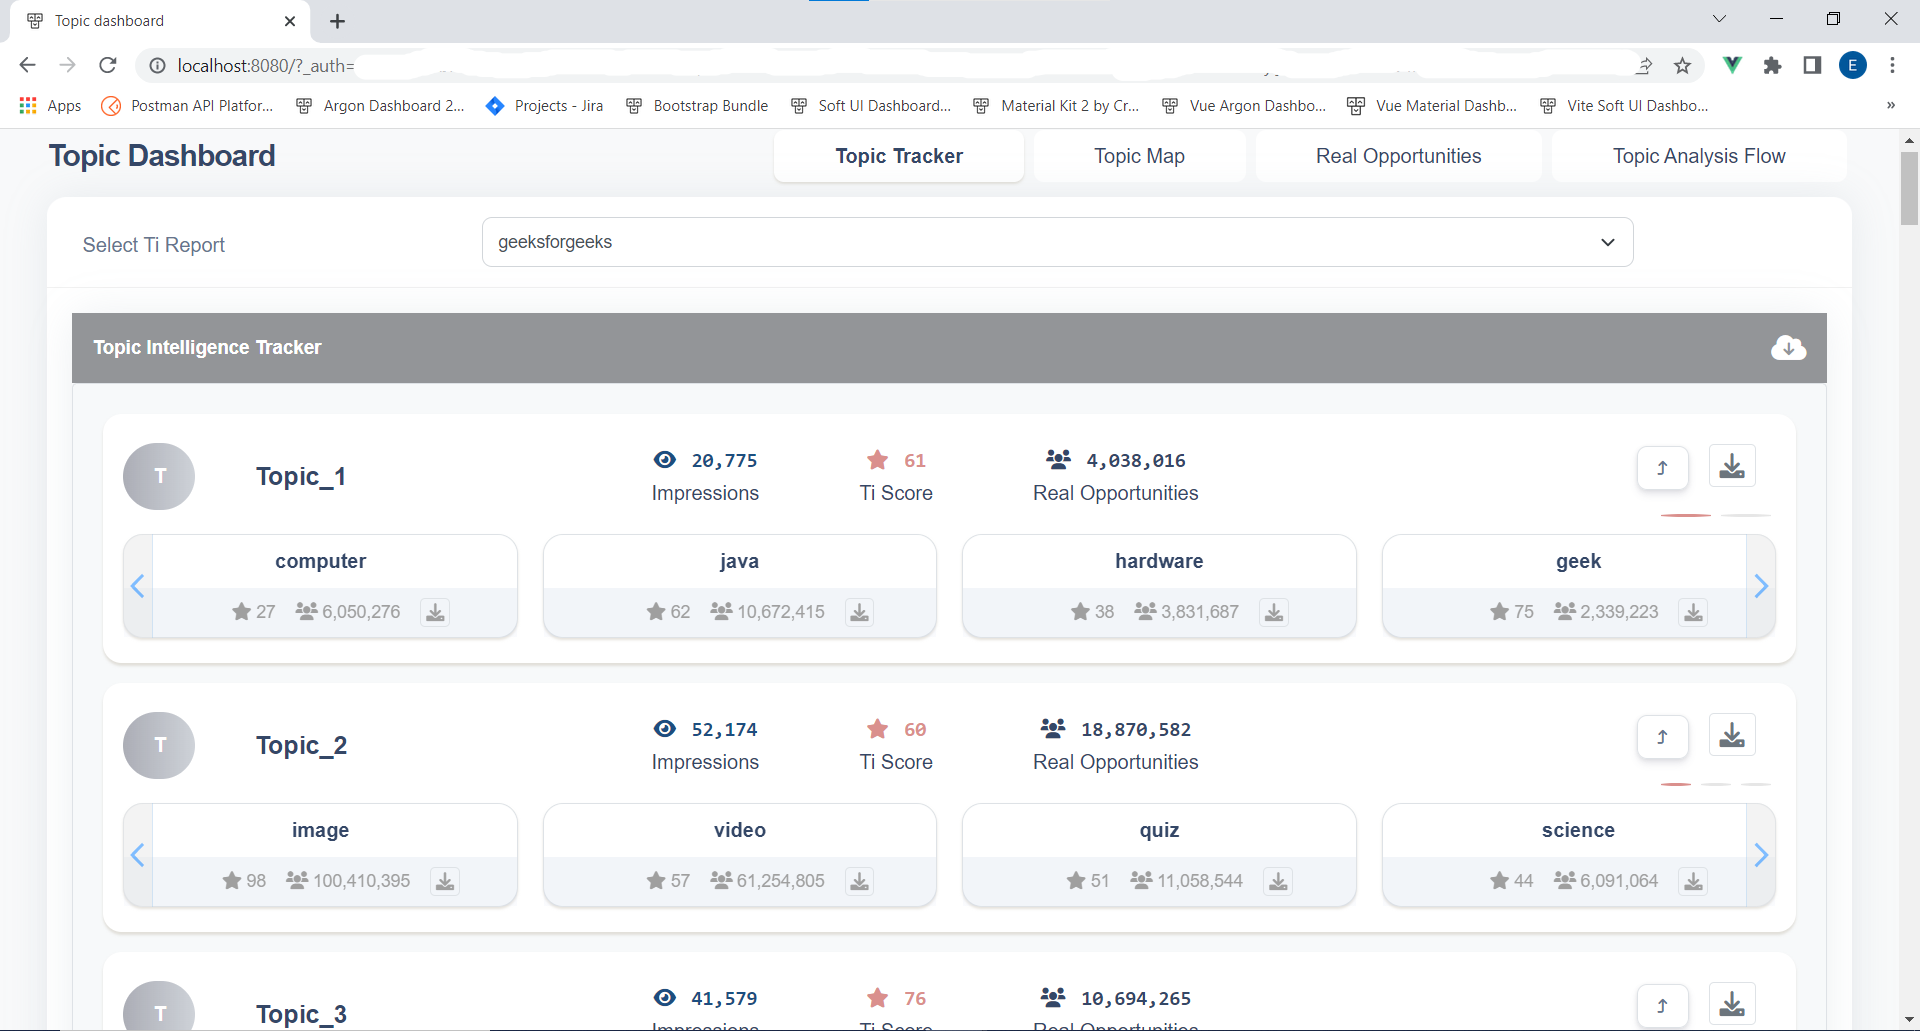 Topic dashboard
localhost:8080/?_auth=
E
Apps
Postman API Platfor...
Argon Dashboard 2...
Projects - Jira
Bootstrap Bundle
Soft UI Dashboard...
Material Kit 2 by Cr...
Vue Argon Dashbo...
Vue Material Dashb...
Vite Soft UI Dashbo...
»
Topic Dashboard
Topic Tracker
Topic Map
Real Opportunities
Topic Analysis Flow
Select Ti Report
geeksforgeeks
Topic Intelligence Tracker
T
Topic_1
20,775
Impressions
61
Ti Score
4,038,016
Real Opportunities
computer
27 6,050,276
java
62 10,672,415
hardware
38 3,831,687
geek
75 2,339,223
T
Topic_2
52,174
Impressions
60
Ti Score
18,870,582
Real Opportunities
image
98 100,410,395
video
57 61,254,805
quiz
51 11,058,544
science
44 6,091,064
T
Topic_3
41,579
Impressions
76
Ti Score
10,694,265
Real Opportunities